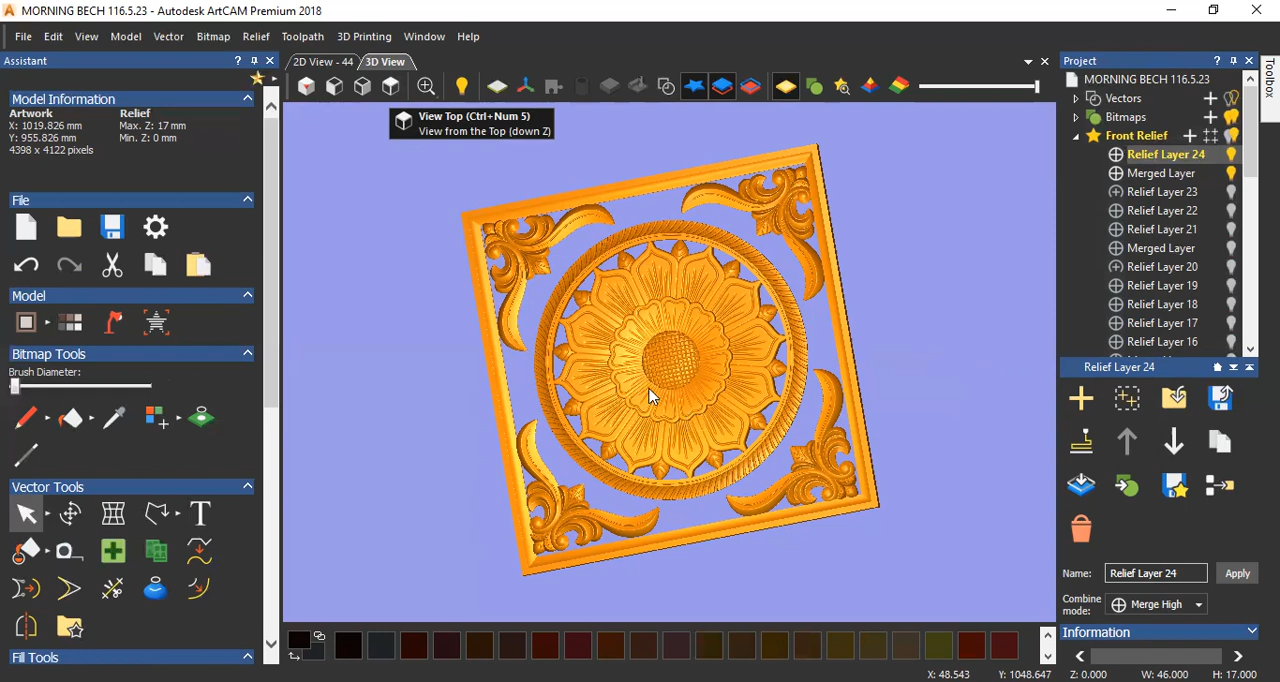 MORNING BECH 116.5.23 - Autodesk ArtCAM Premium 2018
File Edit View Model Vector Bitmap Relief Toolpath 3D Printing Window Help
Assistant
Model Information
Artwork Relief
X: 1019.826 mm Max. Z: 17 mm
Y: 955.826 mm Min. Z: 0 mm
4398 x 4122 pixels
File
Model
Bitmap Tools
Brush Diameter:
Vector Tools
Fill Tools
2D View - 44 3D View
View Top (Ctrl+Num 5)
View from the Top (down Z)
Project
MORNING BECH 116.5.23
Vectors
Bitmaps
Front Relief
Relief Layer 24
Merged Layer
Relief Layer 23
Relief Layer 22
Relief Layer 21
Merged Layer
Relief Layer 20
Relief Layer 19
Relief Layer 18
Relief Layer 17
Relief Layer 16
Toolbox
Relief Layer 24
Name: Relief Layer 24 Apply
Combine mode: Merge High
Information
X: 48.543 Y: 1048.647 Z: 0.000 W: 46.000 H: 17.000